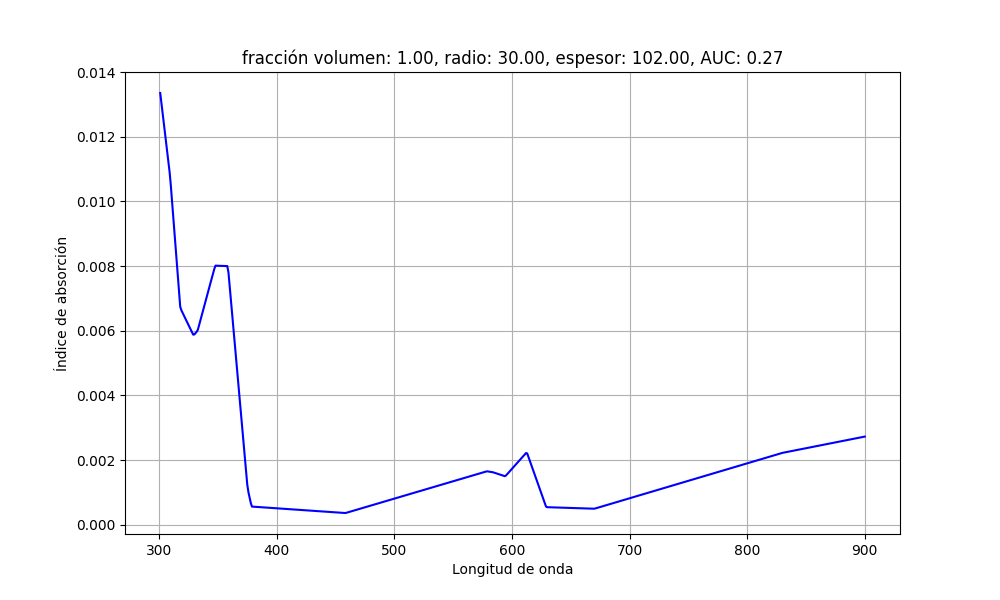 fracción volumen: 1.00, radio: 30.00, espesor: 102.00, AUC: 0.27
0.014
0.012
0.010
0.008
0.006
0.004
0.002
0.000
Índice de absorción
300 400 500 600 700 800 900
Longitud de onda